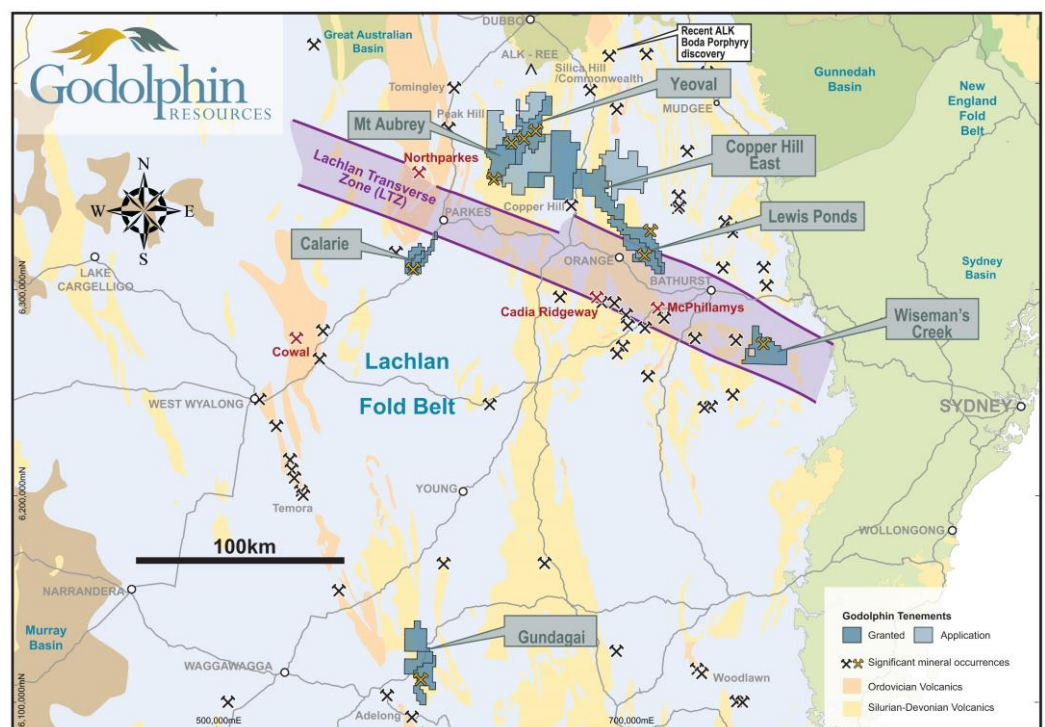 Godolphin
RESOURCES
DUBBO
Great Australian
Basin
ALK - REE
Recent ALK
Boda Porphyry
discovery
Silica Hill
/Commonwealth
Gunnedah
Basin
New
England
Fold
Belt
Tomingley
Yeoval
MUDGEE
Peak Hill
Mt Aubrey
Copper Hill
East
Northparkes
Lachlan Transverse
Zone (LTZ)
N
W
E
S
Copper Hill
PARKES
Lewis Ponds
Calarie
ORANGE
LAKE
CARGELLIGO
BATHURST
Sydney
Basin
6,300,000mN
Cadia Ridgeway
McPhillamys
Wiseman's
Creek
Cowal
Lachlan
Fold Belt
WEST WYALONG
SYDNEY
YOUNG
6,200,000mN
Temora
WOLLONGONG
100km
NARRANDERA
Murray
Basin
Gundagai
WAGGAWAGGA
Woodlawn
Adelong
6,100,000mN
500,000mE
700,000mE
Godolphin Tenements
Granted
Application
Significant mineral occurrences
Ordovician Volcanics
Silurian-Devonian Volcanics